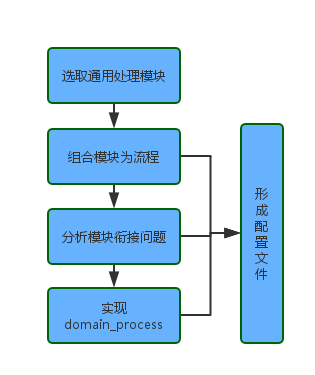 选取通用处理模块
组合模块为流程
分析模块衔接问题
实现
domain_process
形成配置文件